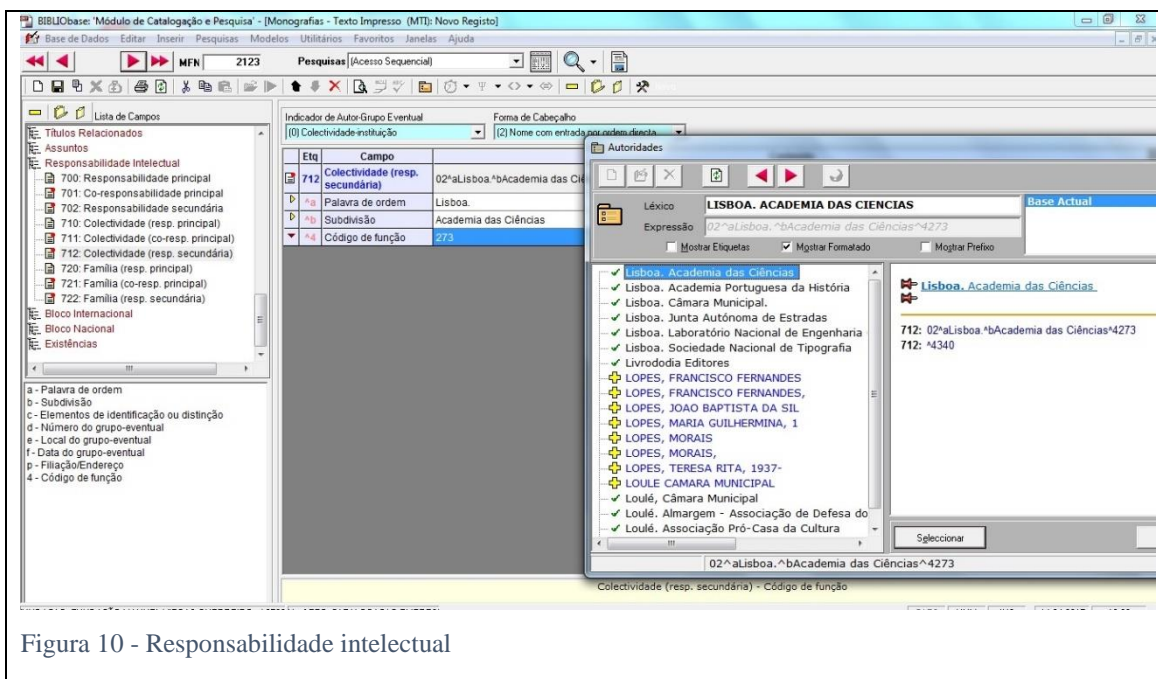 BIBLIObase: 'Módulo de Catalogação e Pesquisa' - [Monografias - Texto Impresso (MTI): Novo Registo]
Base de Dados Editar Inserir Pesquisas Modelos Utilitários Favoritos Janelas Ajuda
MFN 2123 Pesquisas (Acesso Sequencial)
Lista de Campos
Títulos Relacionados
Assuntos
Responsabilidade Intelectual
700: Responsabilidade principal
701: Co-responsabilidade principal
702: Responsabilidade secundária
710: Colectividade (resp. principal)
711: Colectividade (co-resp. principal)
712: Colectividade (resp. secundária)
720: Família (resp. principal)
721: Família (co-resp. principal)
722: Família (resp. secundária)
Bloco Internacional
Bloco Nacional
Existências
a - Palavra de ordem
b - Subdivisão
c - Elementos de identificação ou distinção
d - Número do grupo-eventual
e - Local do grupo-eventual
f - Data do grupo-eventual
p - Filiação/Endereço
4 - Código de função
Indicador de Autor-Grupo Eventual Forma de Cabeçalho
(0) Colectividade-instituição (2) Nome com entrada por ordem directa
Etq Campo
712 Colectividade (resp. secundária) 02^aLisboa.^bAcademia das Ciê
^a Palavra de ordem Lisboa.
^b Subdivisão Academia das Ciências
^4 Código de função 273
Autoridades
Léxico LISBOA. ACADEMIA DAS CIENCIAS
Expressão 02^aLisboa.^bAcademia das Ciências^4273
Mostrar Etiquetas Mostrar Formatado Mostrar Prefixo
Base Actual
Lisboa. Academia das Ciências
Lisboa. Academia Portuguesa da História
Lisboa. Câmara Municipal.
Lisboa. Junta Autónoma de Estradas
Lisboa. Laboratório Nacional de Engenharia
Lisboa. Sociedade Nacional de Tipografia
Livrododia Editores
LOPES, FRANCISCO FERNANDES
LOPES, FRANCISCO FERNANDES,
LOPES, JOAO BAPTISTA DA SIL
LOPES, MARIA GUILHERMINA, 1
LOPES, MORAIS
LOPES, MORAIS,
LOPES, TERESA RITA, 1937-
LOULE CAMARA MUNICIPAL
Loulé, Câmara Municipal
Loulé. Almargem - Associação de Defesa do
Loulé. Associação Pró-Casa da Cultura
Lisboa. Academia das Ciências
712: 02^aLisboa.^bAcademia das Ciências^4273
712: ^4340
Seleccionar
02^aLisboa.^bAcademia das Ciências^4273
Colectividade (resp. secundária) - Código de função
Figura 10 - Responsabilidade intelectual